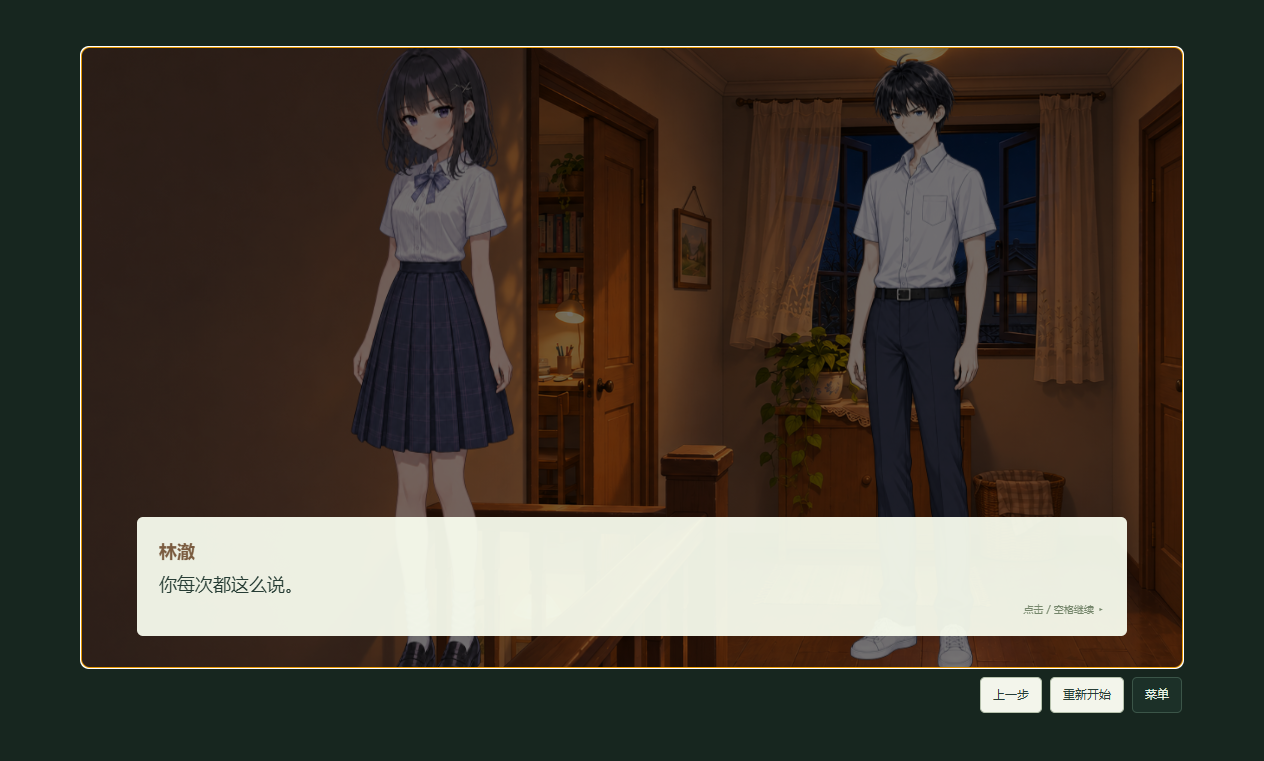 林澈
你每次都这么说。
点击 / 空格继续 ▸
上一步
重新开始
菜单